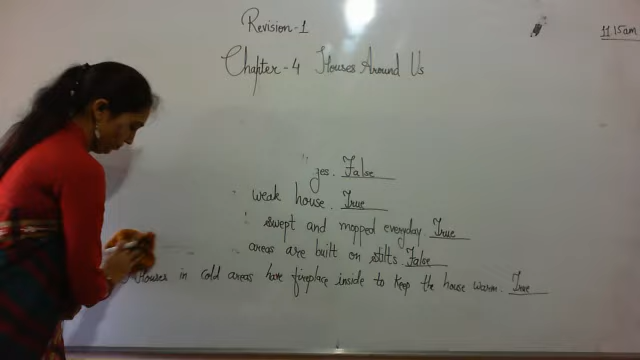 Revision-1
11:15am
Chapter-4 Houses Around Us
yes. False
weak house. True
swept and mopped everyday. True
areas are built on stilts. False
Houses in cold areas have fireplace inside to keep the house warm. True